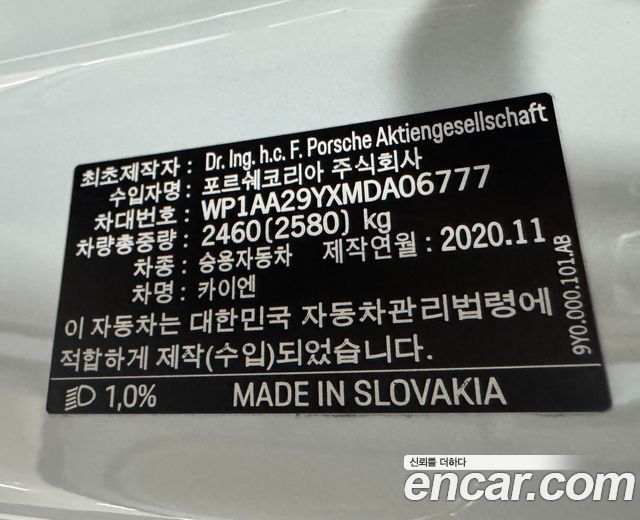 최초제작자 : Dr. Ing. h.c. F. Porsche Aktiengesellschaft
수입자명 : 포르쉐코리아 주식회사
차대번호 : WP1AA29YXMDA06777
차량총중량 : 2460(2580) kg
차종 : 승용자동차 제작연월 : 2020.11
차명 : 카이엔
이 자동차는 대한민국 자동차관리법령에
적합하게 제작(수입)되었습니다.
1,0% MADE IN SLOVAKIA
9Y0.000.101.AB
신뢰를 더하다
encar.com